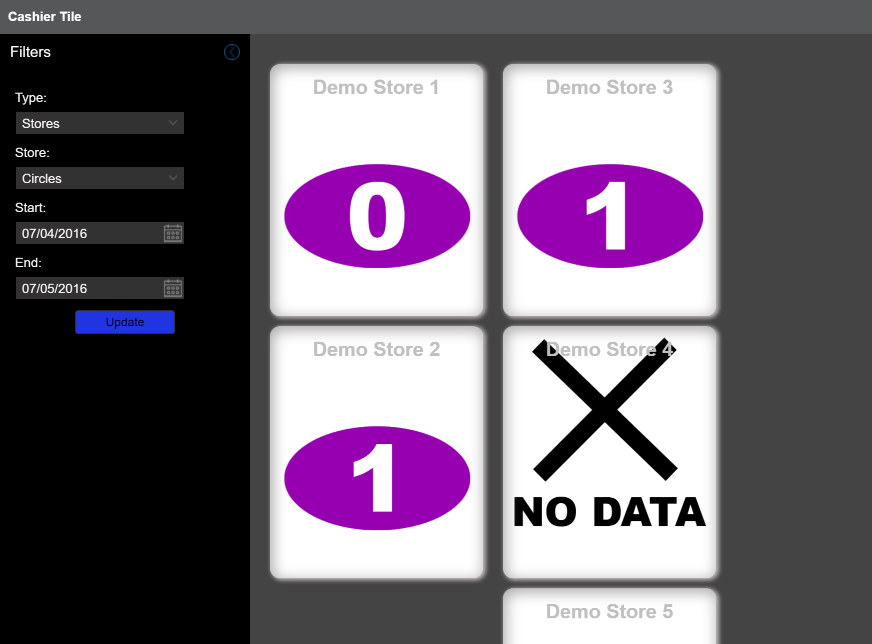 Cashier Tile
Filters
Type:
Stores
Store:
Circles
Start:
07/04/2016
End:
07/05/2016
Update
Demo Store 1
0
Demo Store 3
1
Demo Store 2
1
Demo Store 4
NO DATA
Demo Store 5